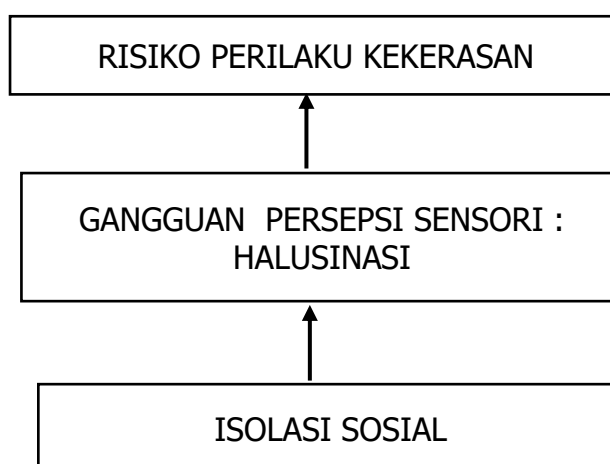 RISIKO PERILAKU KEKERASAN
GANGGUAN PERSEPSI SENSORI :
HALUSINASI
ISOLASI SOSIAL